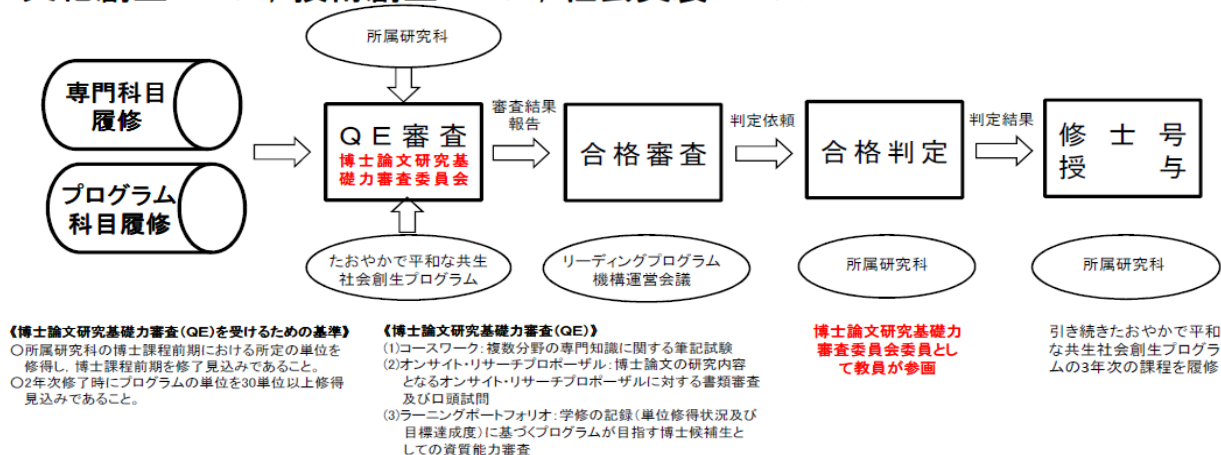 所属研究科
専門科目
履修
プログラム
科目履修
QE審査
博士論文研究基
礎力審査委員会
審査結果
報告
合格審査
判定依頼
合格判定
判定結果
修士号
授与
たおやかで平和な共生
社会創生プログラム
リーディングプログラム
機構運営会議
所属研究科
所属研究科
《博士論文研究基礎力審査(QE)を受けるための基準》
○所属研究科の博士課程前期における所定の単位を
修得し、博士課程前期を修了見込みであること。
○2年次修了時にプログラムの単位を30単位以上修得
見込みであること。
《博士論文研究基礎力審査(QE)》
(1)コースワーク:複数分野の専門知識に関する筆記試験
(2)オンサイト・リサーチプロポーザル:博士論文の研究内容
となるオンサイト・リサーチプロポーザルに対する書類審査
及び口頭試問
(3)ラーニングポートフォリオ:学修の記録(単位修得状況及び
目標達成度)に基づくプログラムが目指す博士候補生と
しての資質能力審査
博士論文研究基礎力
審査委員会委員とし
て教員が参画
引き続きたおやかで平和
な共生社会創生プログラ
ムの3年次の課程を履修